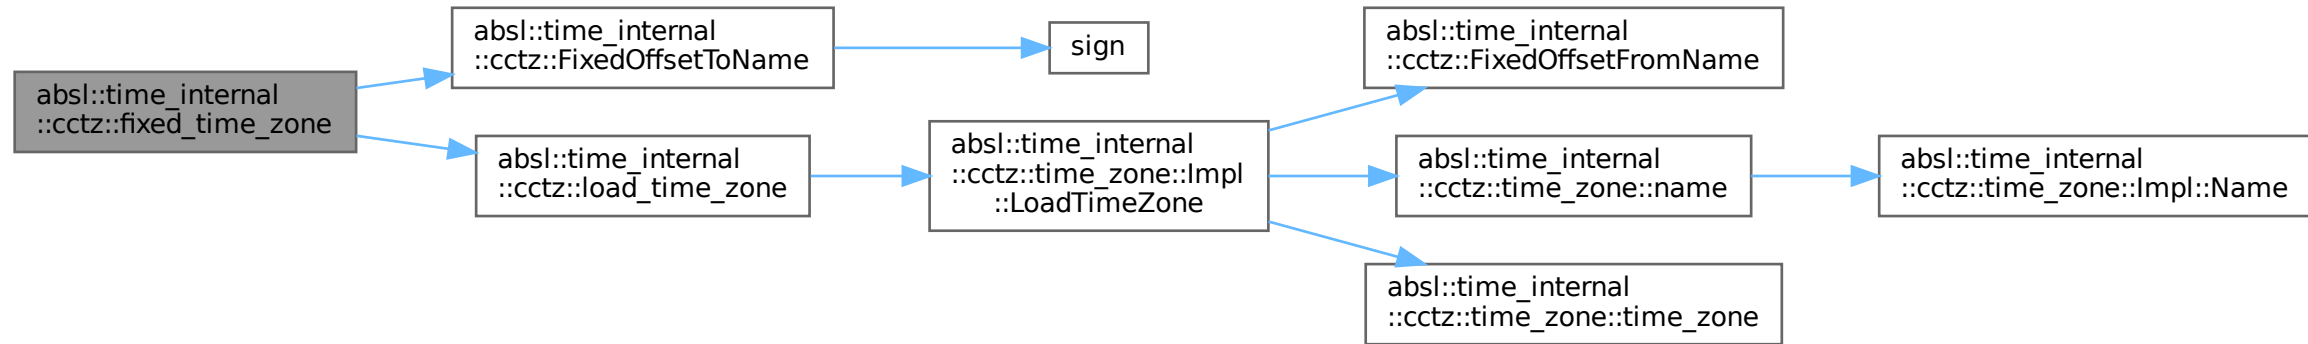 absl::time_internal
::cctz::fixed_time_zone
absl::time_internal
::cctz::FixedOffsetToName
sign
absl::time_internal
::cctz::load_time_zone
absl::time_internal
::cctz::time_zone::Impl
::LoadTimeZone
absl::time_internal
::cctz::FixedOffsetFromName
absl::time_internal
::cctz::time_zone::name
absl::time_internal
::cctz::time_zone::Impl::Name
absl::time_internal
::cctz::time_zone::time_zone